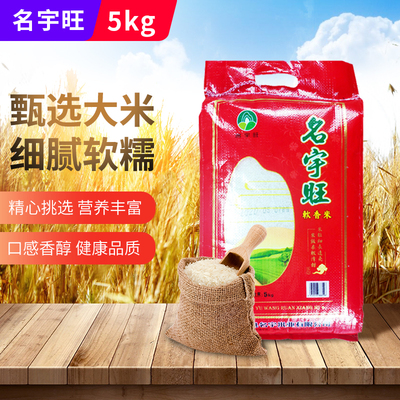 名宇旺 5kg
甄选大米
细腻软糯
精心挑选 营养丰富
口感香醇 健康品质
名宇旺
软香米